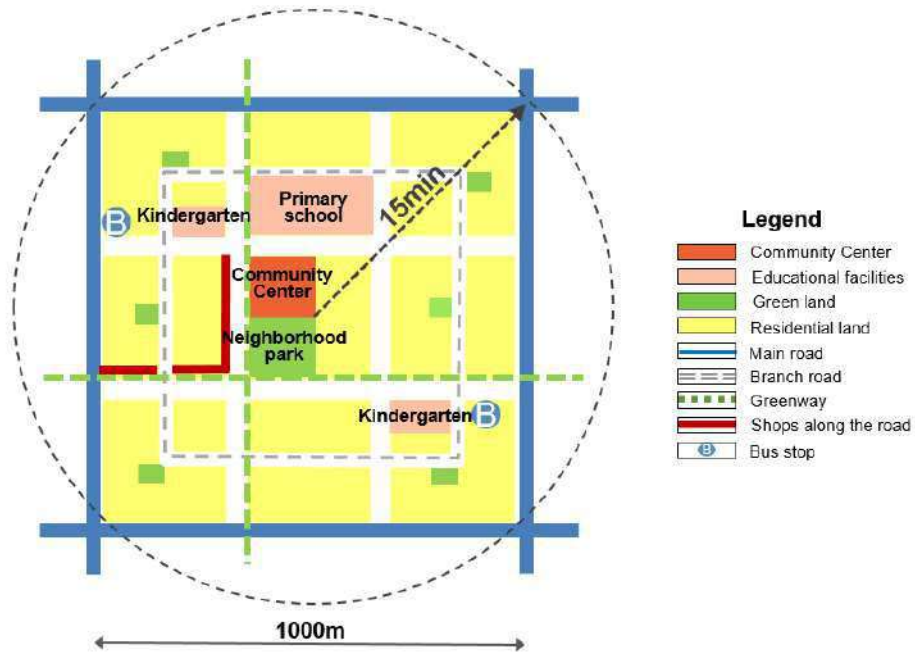 Primary
school
Kindergarten
B
15min
Community
Center
Neighborhood
park
Kindergarten
B
1000m
Legend
Community Center
Educational facilities
Green land
Residential land
Main road
Branch road
Greenway
Shops along the road
B
Bus stop